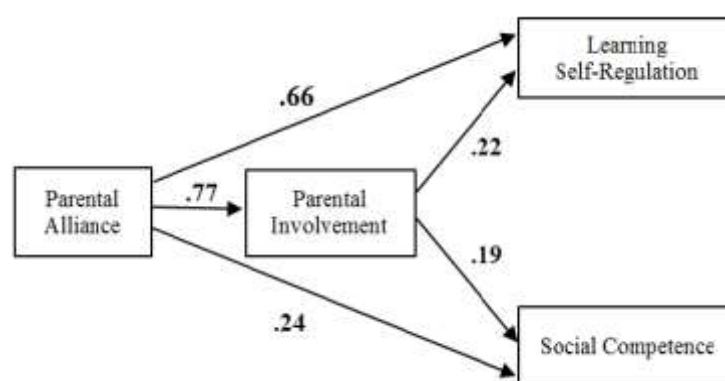 Learning
Self-Regulation
.66
.22
Parental
Alliance
.77
Parental
Involvement
.19
.24
Social Competence